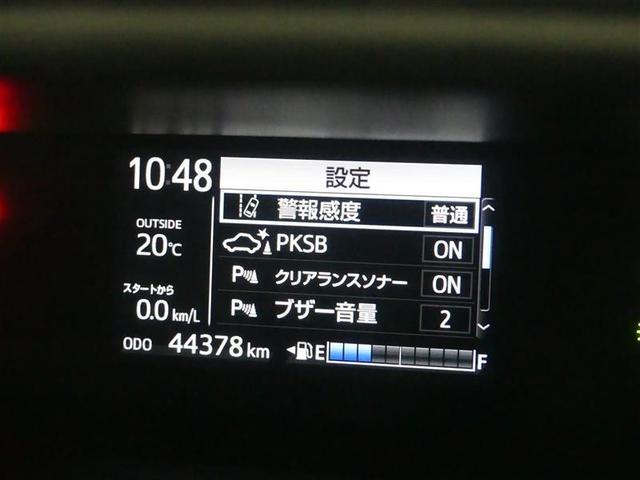 10:48
設定
警報感度 普通
OUTSIDE
20℃
PKSB ON
P クリアランスソナー ON
スタートから
0.0 km/L
P ブザー音量 2
ODO 44378 km E F